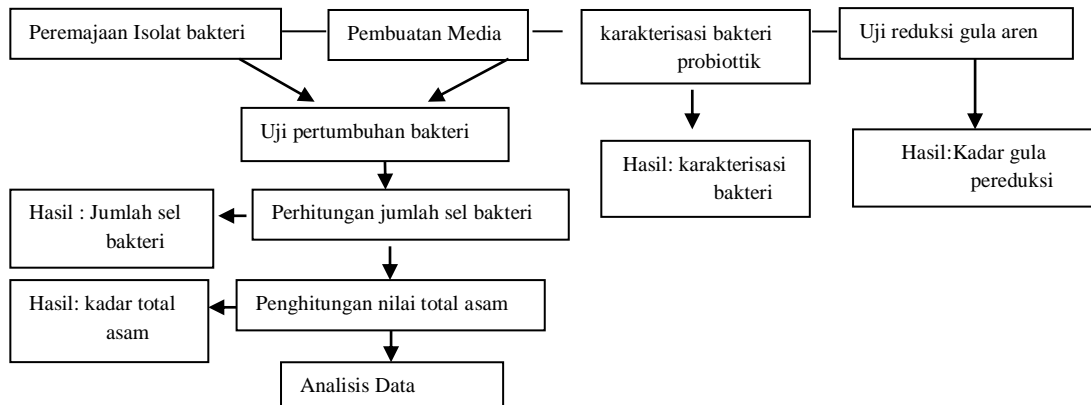 Peremajaan Isolat bakteri
Pembuatan Media
karakterisasi bakteri
probiottik
Uji reduksi gula aren
Uji pertumbuhan bakteri
Hasil: karakterisasi
bakteri
Hasil:Kadar gula
pereduksi
Hasil : Jumlah sel
bakteri
Perhitungan jumlah sel bakteri
Hasil: kadar total
asam
Penghitungan nilai total asam
Analisis Data